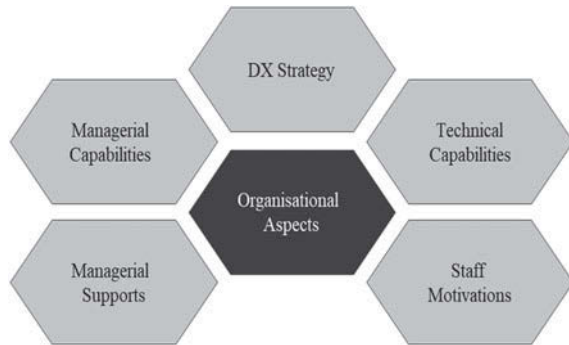 DX Strategy
Managerial
Capabilities
Technical
Capabilities
Organisational
Aspects
Managerial
Supports
Staff
Motivations